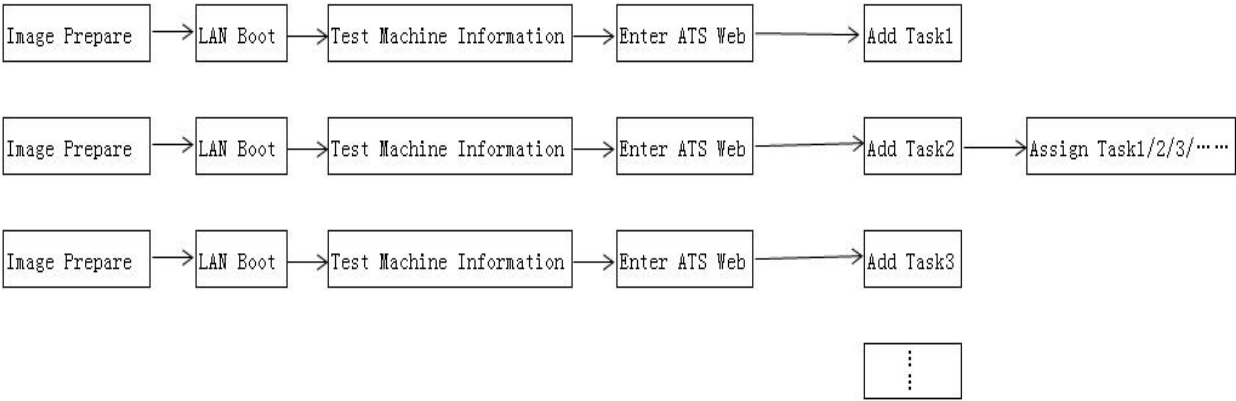 Image Prepare
LAN Boot
Test Machine Information
Enter ATS Web
Add Task1
Image Prepare
LAN Boot
Test Machine Information
Enter ATS Web
Add Task2
Assign Task1/2/3/……
Image Prepare
LAN Boot
Test Machine Information
Enter ATS Web
Add Task3